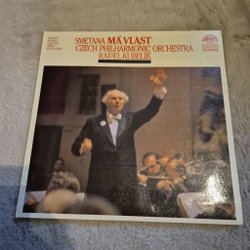 SMETANA MÁ VLAST
CZECH PHILHARMONIC ORCHESTRA
RAFAEL KUBELÍK